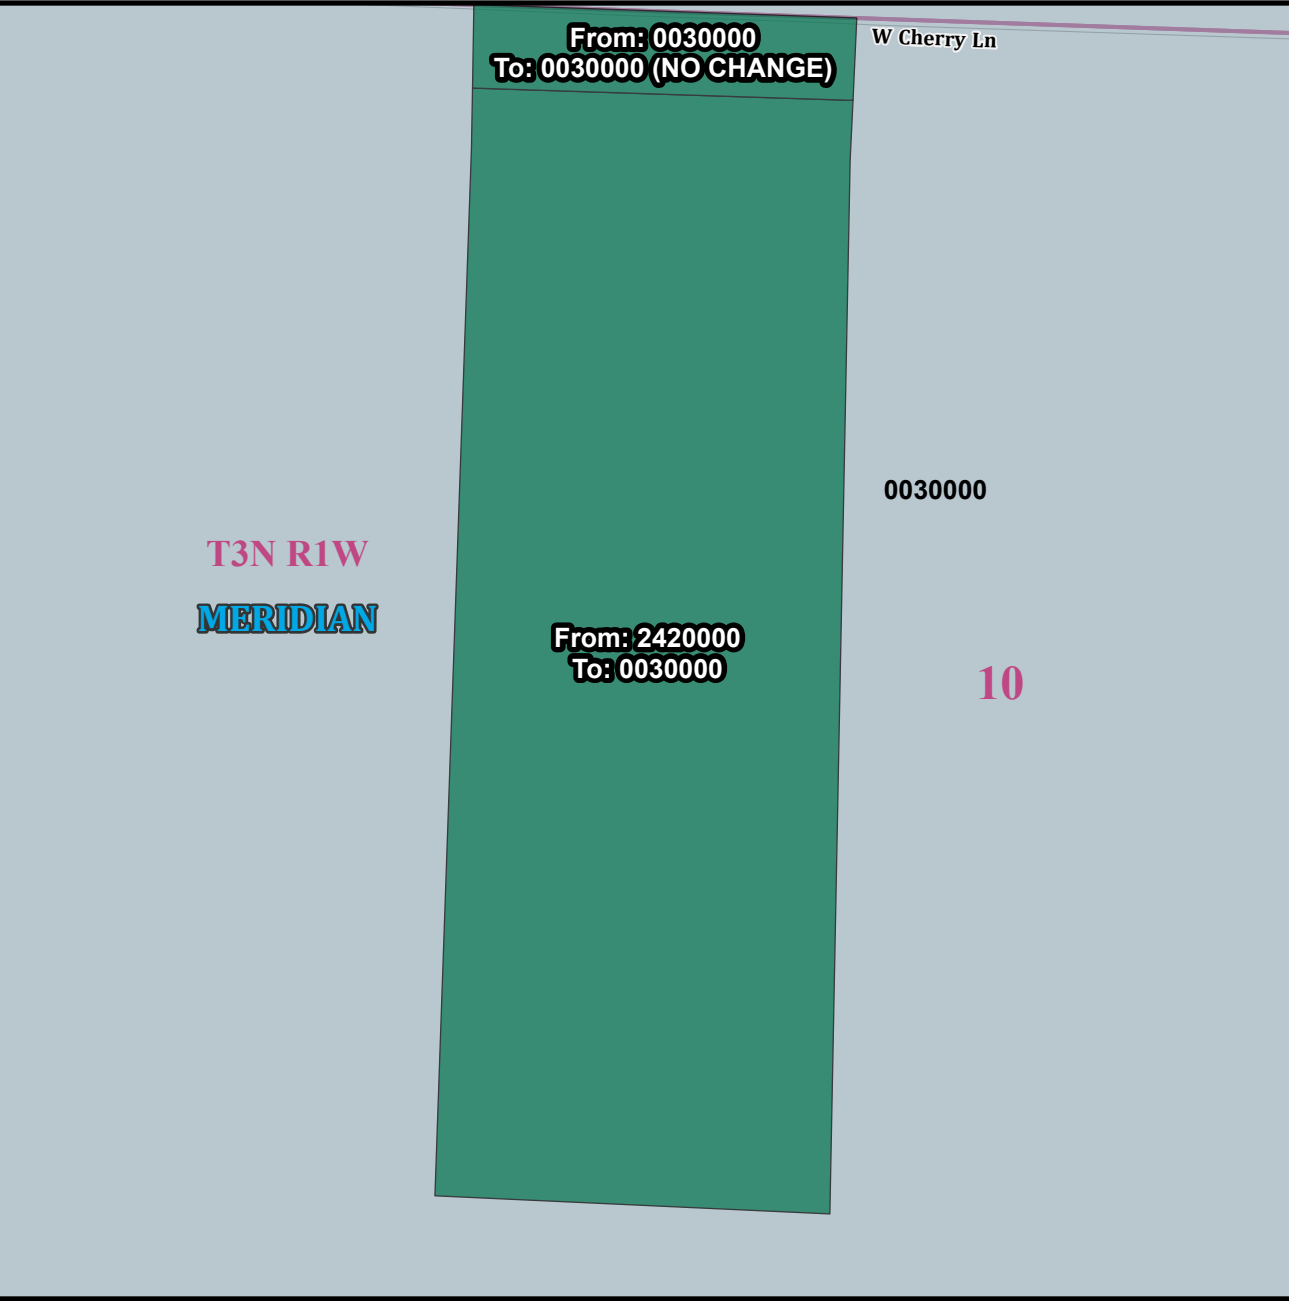 From: 0030000
To: 0030000 (NO CHANGE)
W Cherry Ln
0030000
T3N R1W
MERIDIAN
From: 2420000
To: 0030000
10